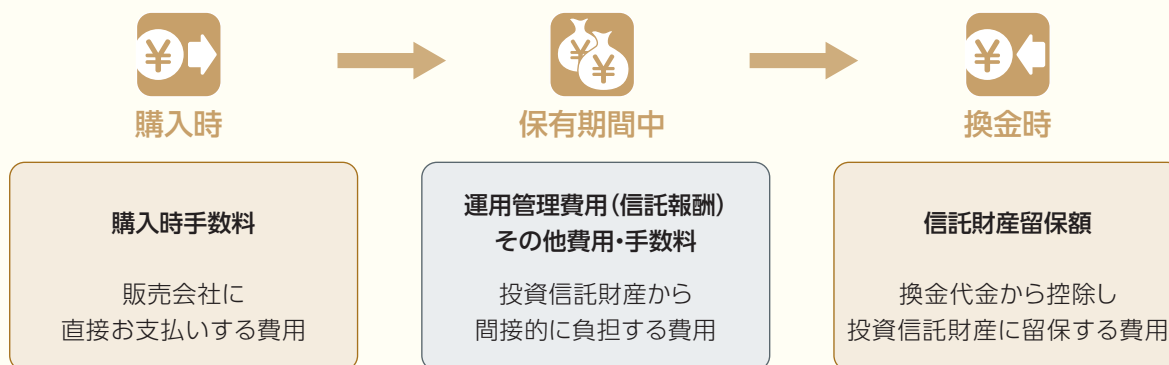 ¥
¥
¥
¥
購入時
保有期間中
換金時
購入時手数料
販売会社に
直接お支払いする費用
運用管理費用(信託報酬)
その他費用・手数料
投資信託財産から
間接的に負担する費用
信託財産留保額
換金代金から控除し
投資信託財産に留保する費用